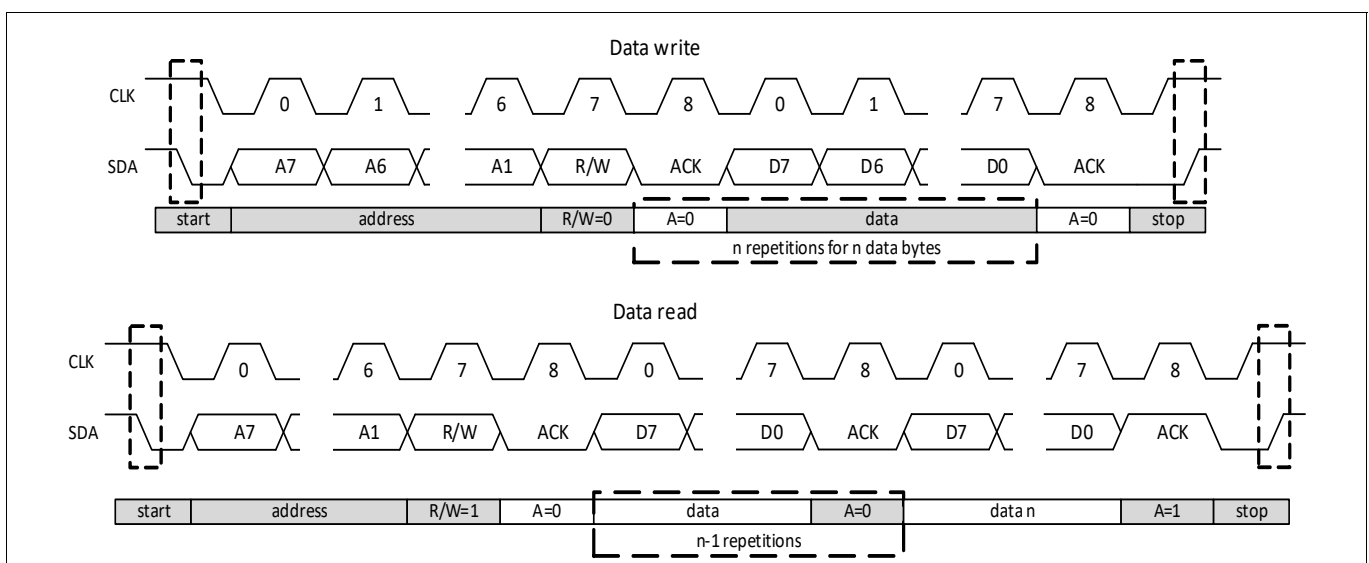 Data write
CLK 0 1 6 7 8 0 1 7 8
SDA A7 A6 A1 R/W ACK D7 D6 D0 ACK
start address R/W=0 A=0 data A=0 stop
n repetitions for n data bytes
Data read
CLK 0 6 7 8 0 7 8 0 7 8
SDA A7 A1 R/W ACK D7 D0 ACK D7 D0 ACK
start address R/W=1 A=0 data A=0 data n A=1 stop
n-1 repetitions